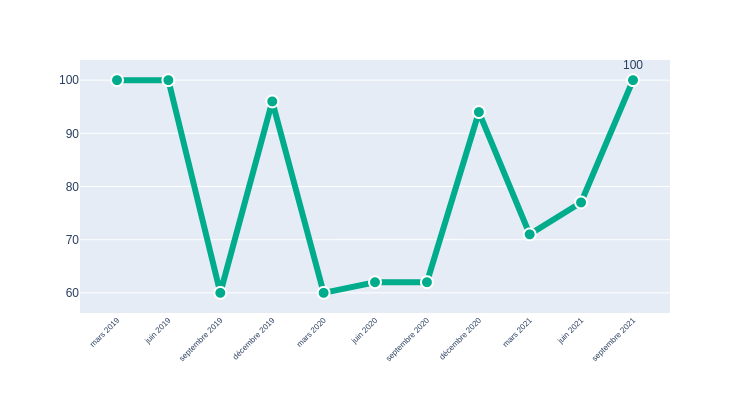 100
100
90
80
70
60
mars 2019
juin 2019
septembre 2019
décembre 2019
mars 2020
juin 2020
septembre 2020
décembre 2020
mars 2021
juin 2021
septembre 2021